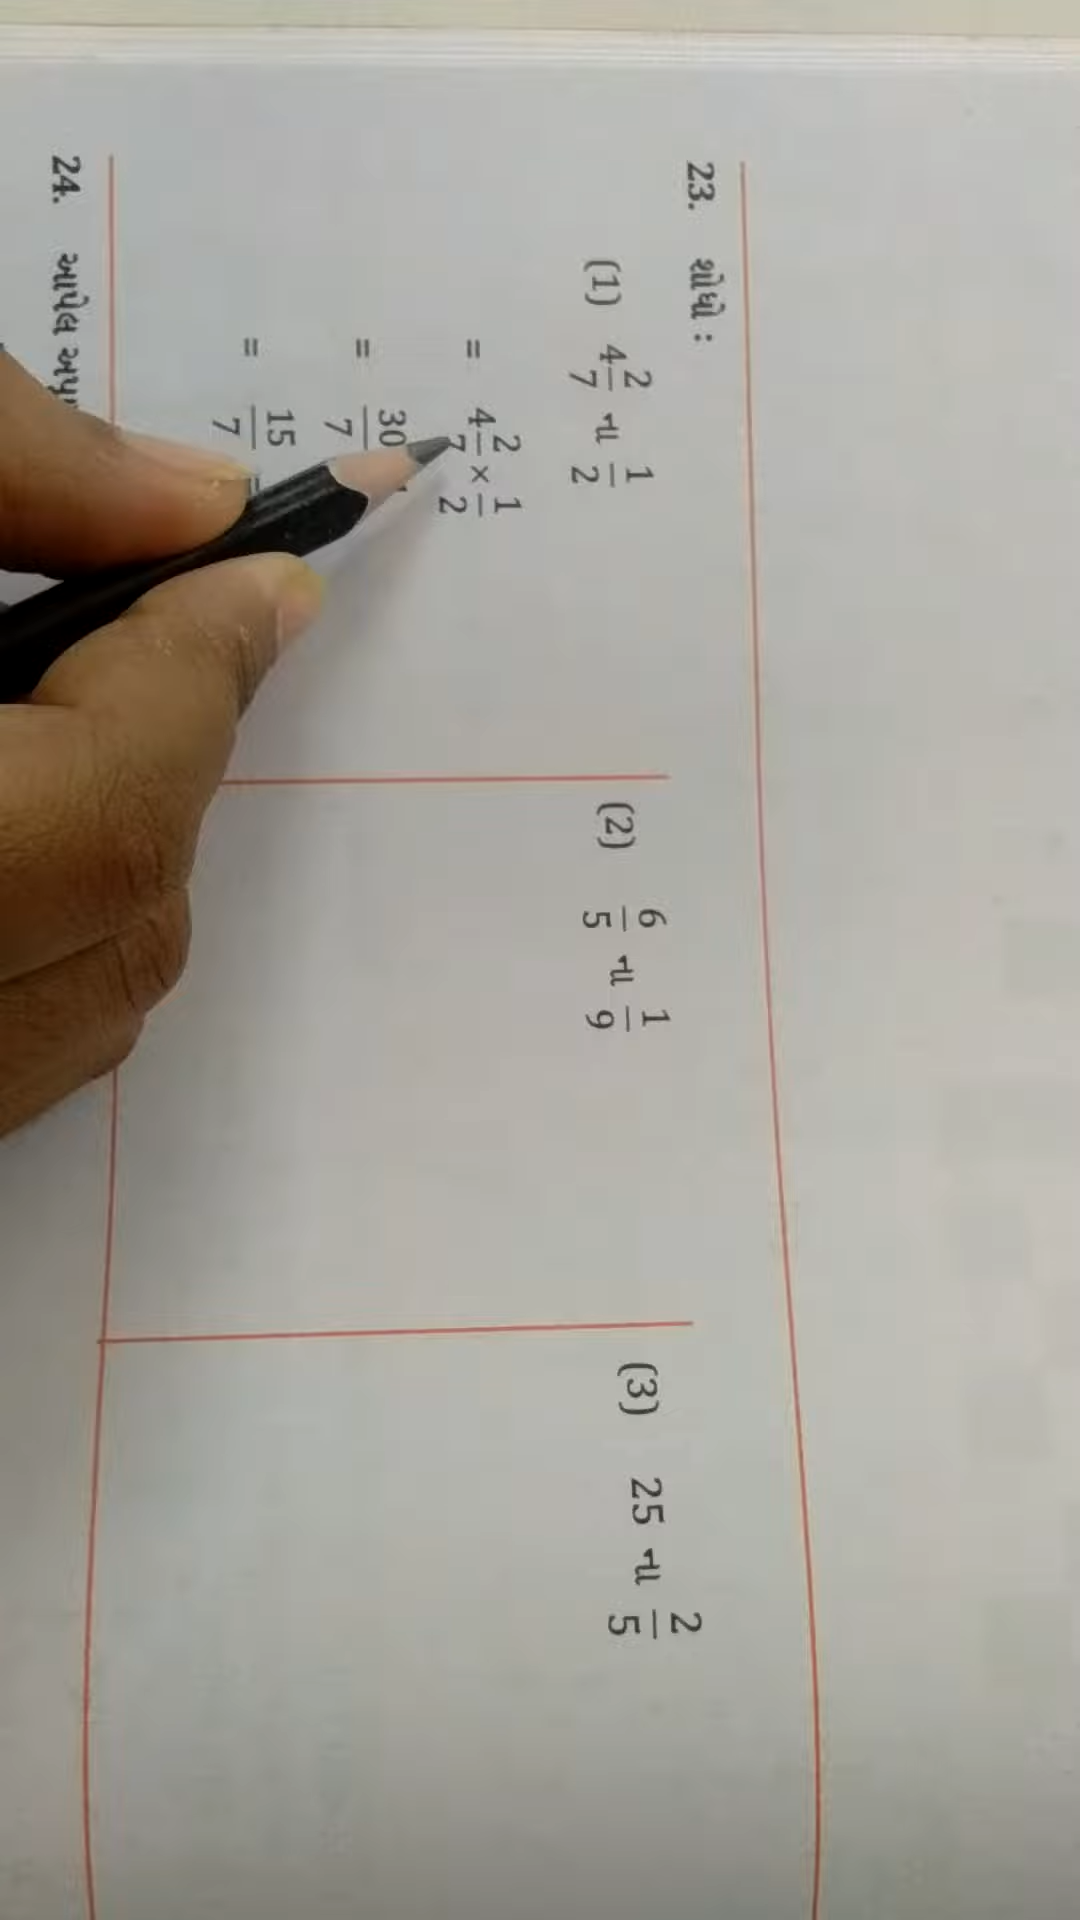 23. શોધો :
(1) 4 2/7 ના 1/2 (2) 6/5 ના 1/9 (3) 25 ના 2/5
= 4 2/7 × 1/2
= 30/7
= 15/7 =
24. આપેલ